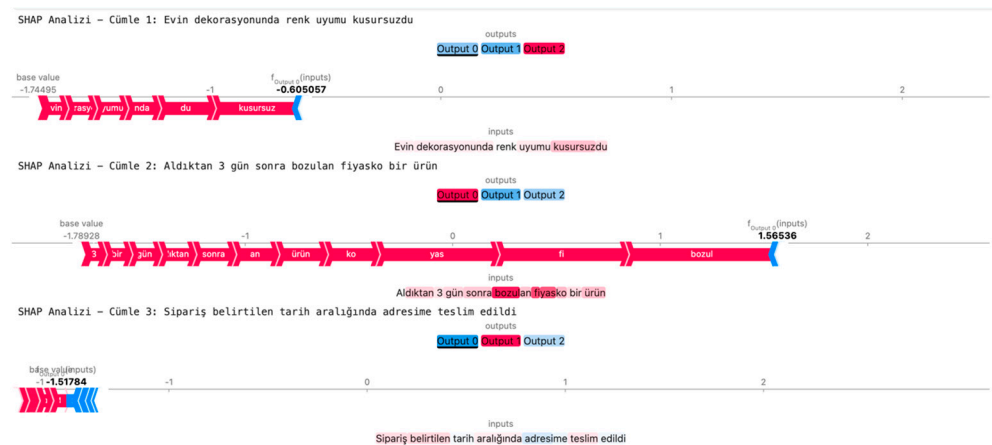 SHAP Analizi – Cümle 1: Evin dekorasyonunda renk uyumu kusursuzdu
outputs
Output 0 Output 1 Output 2
base value f Output 0 (inputs)
-1.74495 -1 -0.605057 0 1 2
vin rasy yumu nda du kusursuz
inputs
Evin dekorasyonunda renk uyumu kusursuzdu
SHAP Analizi – Cümle 2: Aldıktan 3 gün sonra bozulan fiyasko bir ürün
outputs
Output 0 Output 1 Output 2
base value f Output 0 (inputs)
-1.78928 -1 0 1 1.56536 2
3 bir gün ıktan sonra an ürün ko yas fi bozul
inputs
Aldıktan 3 gün sonra bozulan fiyasko bir ürün
SHAP Analizi – Cümle 3: Sipariş belirtilen tarih aralığında adresime teslim edildi
outputs
Output 0 Output 1 Output 2
(inputs)
-1.51784 -1 0 1 2
inputs
Sipariş belirtilen tarih aralığında adresime teslim edildi